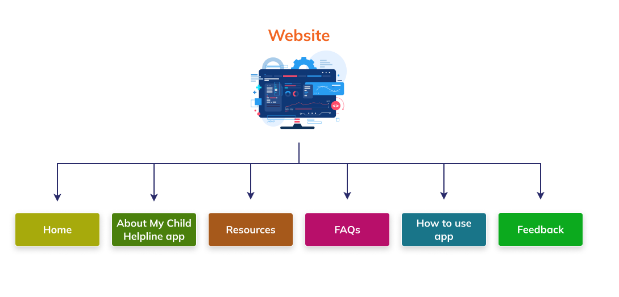 Website
Home
About My Child
Helpline app
Resources
FAQs
How to use
app
Feedback